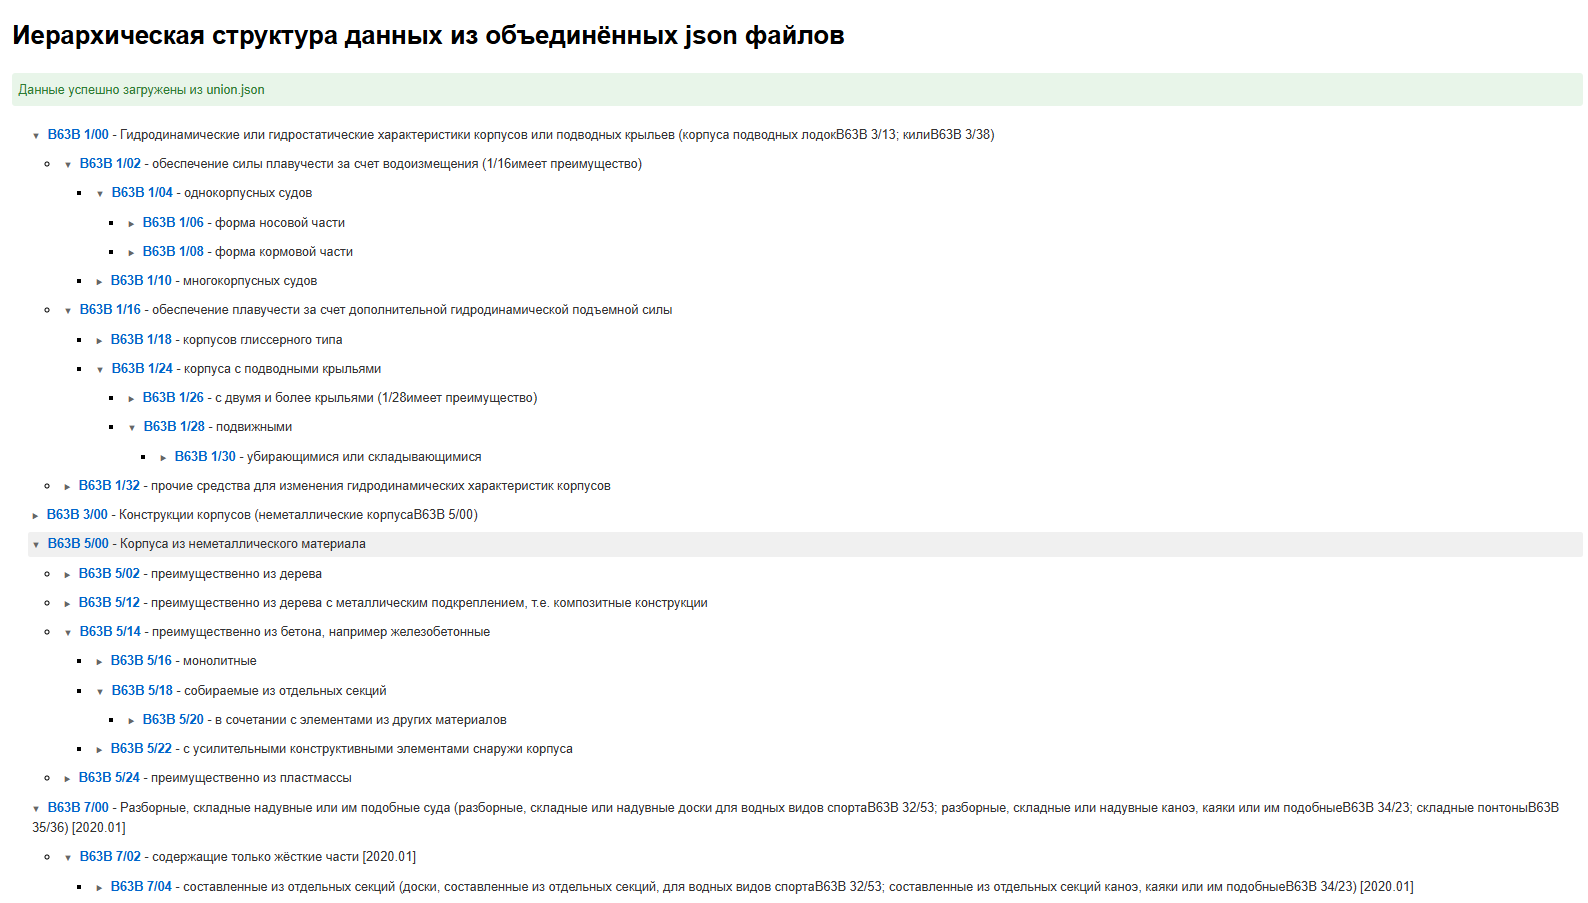 Иерархическая структура данных из объединённых json файлов
Данные успешно загружены из union.json
B63B 1/00 - Гидродинамические или гидростатические характеристики корпусов или подводных крыльев (корпуса подводных лодокB63B 3/13; килиB63B 3/38)
B63B 1/02 - обеспечение силы плавучести за счет водоизмещения (1/16имеет преимущество)
B63B 1/04 - однокорпусных судов
B63B 1/06 - форма носовой части
B63B 1/08 - форма кормовой части
B63B 1/10 - многокорпусных судов
B63B 1/16 - обеспечение плавучести за счет дополнительной гидродинамической подъемной силы
B63B 1/18 - корпусов глиссерного типа
B63B 1/24 - корпуса с подводными крыльями
B63B 1/26 - с двумя и более крыльями (1/28имеет преимущество)
B63B 1/28 - подвижными
B63B 1/30 - убирающимися или складывающимися
B63B 1/32 - прочие средства для изменения гидродинамических характеристик корпусов
B63B 3/00 - Конструкции корпусов (неметаллические корпусаB63B 5/00)
B63B 5/00 - Корпуса из неметаллического материала
B63B 5/02 - преимущественно из дерева
B63B 5/12 - преимущественно из дерева с металлическим подкреплением, т.е. композитные конструкции
B63B 5/14 - преимущественно из бетона, например железобетонные
B63B 5/16 - монолитные
B63B 5/18 - собираемые из отдельных секций
B63B 5/20 - в сочетании с элементами из других материалов
B63B 5/22 - с усилительными конструктивными элементами снаружи корпуса
B63B 5/24 - преимущественно из пластмассы
B63B 7/00 - Разборные, складные надувные или им подобные суда (разборные, складные или надувные доски для водных видов спортаB63B 32/53; разборные, складные или надувные каноэ, каяки или им подобныеB63B 34/23; складные понтоныB63B
35/36) [2020.01]
B63B 7/02 - содержащие только жёсткие части [2020.01]
B63B 7/04 - составленные из отдельных секций (доски, составленные из отдельных секций, для водных видов спортаB63B 32/53; составленные из отдельных секций каноэ, каяки или им подобныеB63B 34/23) [2020.01]